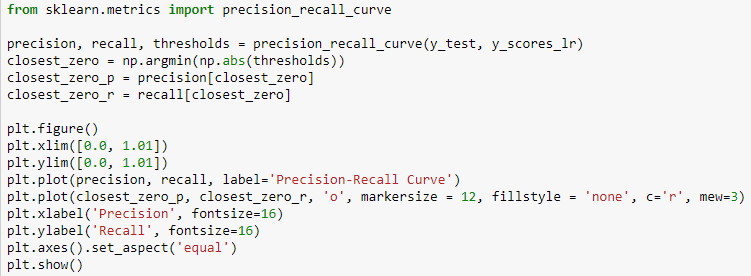 from sklearn.metrics import precision_recall_curve
precision, recall, thresholds = precision_recall_curve(y_test, y_scores_lr)
closest_zero = np.argmin(np.abs(thresholds))
closest_zero_p = precision[closest_zero]
closest_zero_r = recall[closest_zero]
plt.figure()
plt.xlim([0.0, 1.01])
plt.ylim([0.0, 1.01])
plt.plot(precision, recall, label='Precision-Recall Curve')
plt.plot(closest_zero_p, closest_zero_r, 'o', markersize = 12, fillstyle = 'none', c='r', mew=3)
plt.xlabel('Precision', fontsize=16)
plt.ylabel('Recall', fontsize=16)
plt.axes().set_aspect('equal')
plt.show()